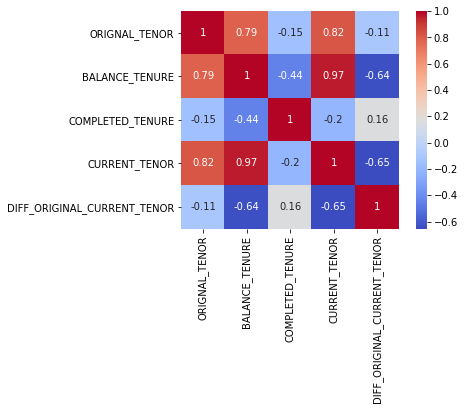 ORIGNAL_TENOR 1 0.79 -0.15 0.82 -0.11
BALANCE_TENURE 0.79 1 -0.44 0.97 -0.64
COMPLETED_TENURE -0.15 -0.44 1 -0.2 0.16
CURRENT_TENOR 0.82 0.97 -0.2 1 -0.65
DIFF_ORIGINAL_CURRENT_TENOR -0.11 -0.64 0.16 -0.65 1
ORIGNAL_TENOR
BALANCE_TENURE
COMPLETED_TENURE
CURRENT_TENOR
DIFF_ORIGINAL_CURRENT_TENOR
1.0
0.8
0.6
0.4
0.2
0.0
−0.2
−0.4
−0.6